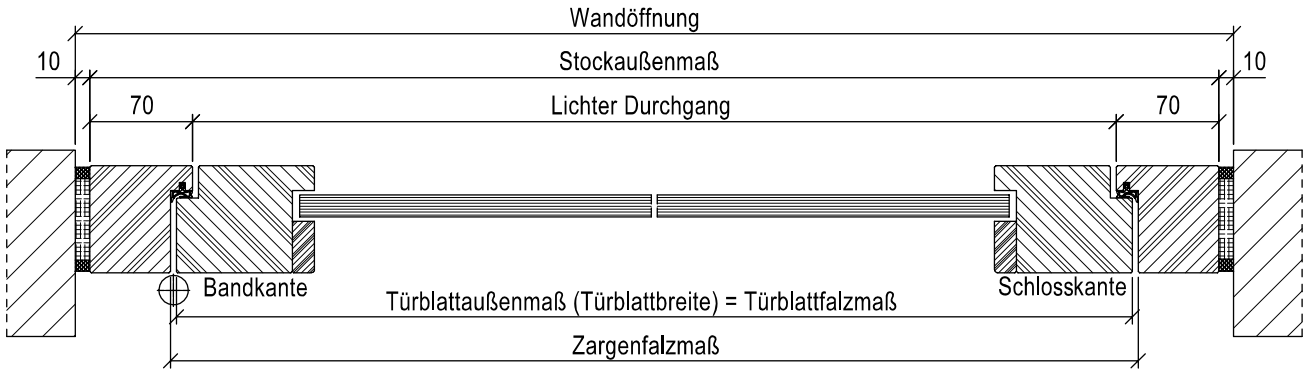 Wandöffnung
10 Stockaußenmaß 10
70 Lichter Durchgang 70
Bandkante Schlosskante
Türblattaußenmaß (Türblattbreite) = Türblattfalzmaß
Zargenfalzmaß